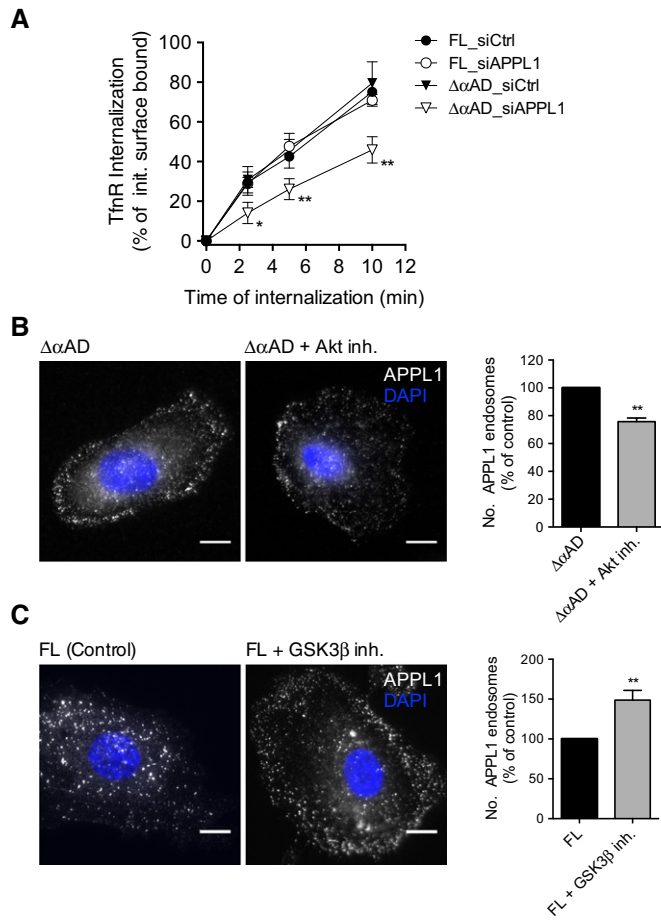 A
TfnR Internalization
(% of init. surface bound)
100
80
60
40
20
0
0 2 4 6 8 10 12
Time of internalization (min)
*
**
**
FL_siCtrl
FL_siAPPL1
ΔαAD_siCtrl
ΔαAD_siAPPL1
B
ΔαAD
ΔαAD + Akt inh.
APPL1
DAPI
No. APPL1 endosomes
(% of control)
120
100
80
60
40
20
0
**
ΔαAD
ΔαAD + Akt inh.
C
FL (Control)
FL + GSK3β inh.
APPL1
DAPI
No. APPL1 endosomes
(% of control)
200
150
100
50
0
**
FL
FL + GSK3β inh.